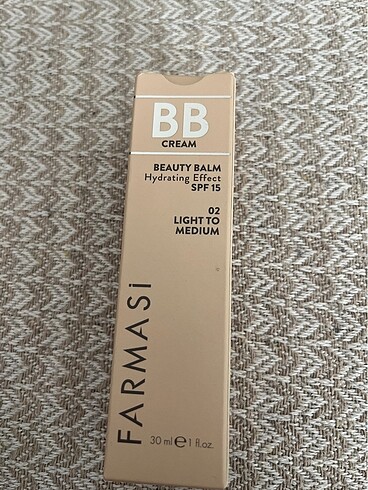 BB
CREAM
BEAUTY BALM
Hydrating Effect
SPF 15
02
LIGHT TO
MEDIUM
FARMASi
30 ml ℮ 1 fl.oz.